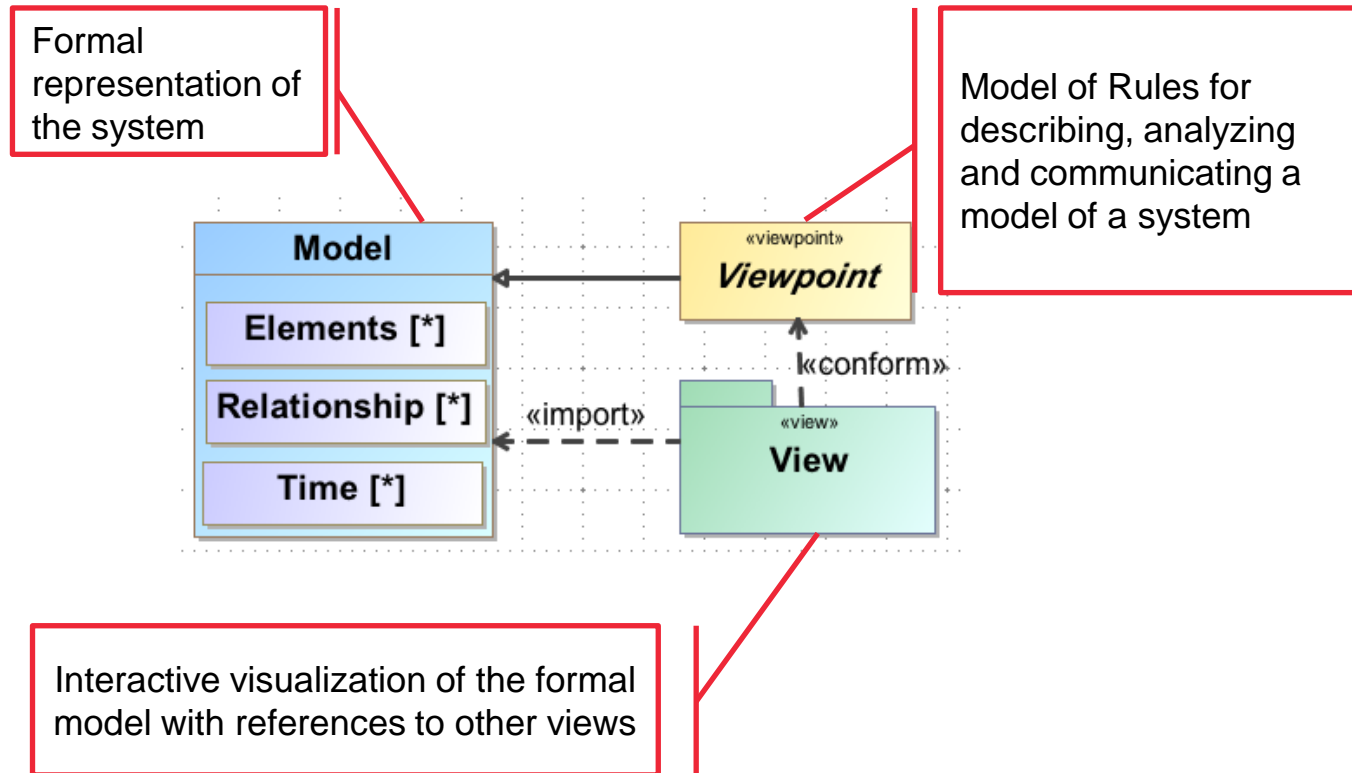 Formal
representation of
the system
Model of Rules for
describing, analyzing
and communicating a
model of a system
Model
Elements [*]
Relationship [*]
Time [*]
«viewpoint»
Viewpoint
«conform»
«import»
«view»
View
Interactive visualization of the formal
model with references to other views